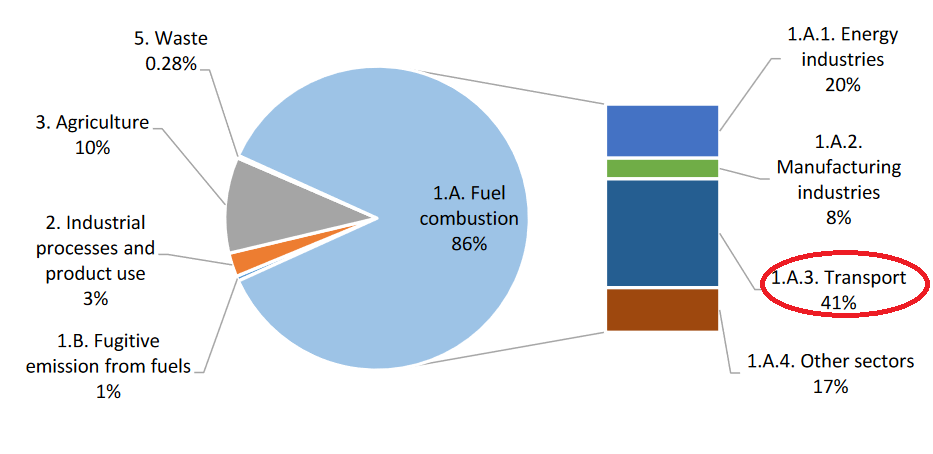 5. Waste
0.28%
3. Agriculture
10%
2. Industrial
processes and
product use
3%
1.B. Fugitive
emission from fuels
1%
1.A. Fuel
combustion
86%
1.A.1. Energy
industries
20%
1.A.2.
Manufacturing
industries
8%
1.A.3. Transport
41%
1.A.4. Other sectors
17%